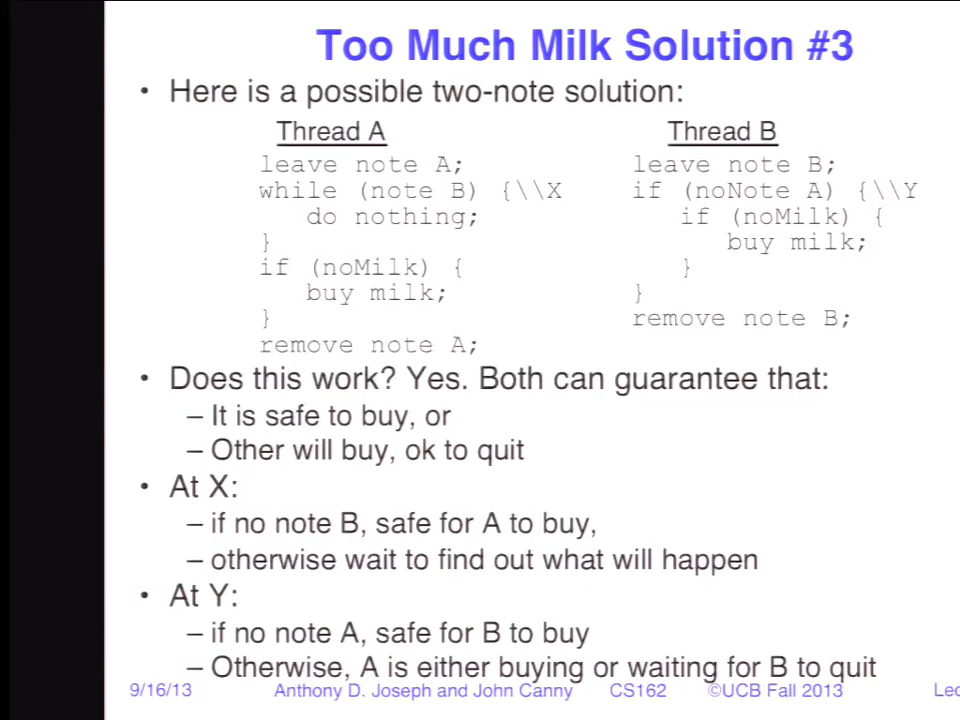 Too Much Milk Solution #3
• Here is a possible two-note solution:
Thread A
leave note A;
while (note B) {\\X
do nothing;
}
if (noMilk) {
buy milk;
}
remove note A;
Thread B
leave note B;
if (noNote A) {\\Y
if (noMilk) {
buy milk;
}
}
remove note B;
• Does this work? Yes. Both can guarantee that:
– It is safe to buy, or
– Other will buy, ok to quit
• At X:
– if no note B, safe for A to buy,
– otherwise wait to find out what will happen
• At Y:
– if no note A, safe for B to buy
– Otherwise, A is either buying or waiting for B to quit
9/16/13 Anthony D. Joseph and John Canny CS162 ©UCB Fall 2013 Lec